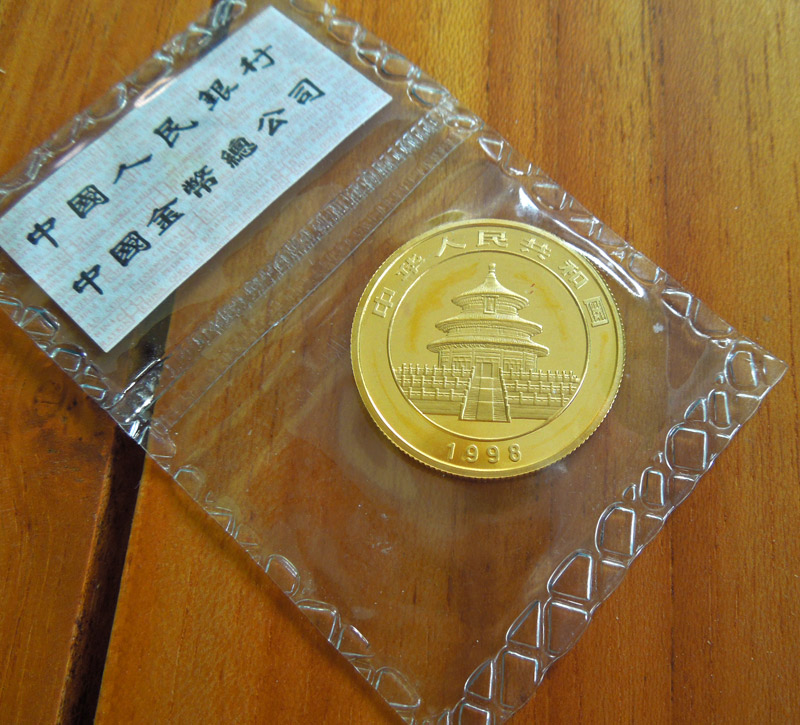 中國人民銀行
中國金幣總公司
中华人民共和国
1998